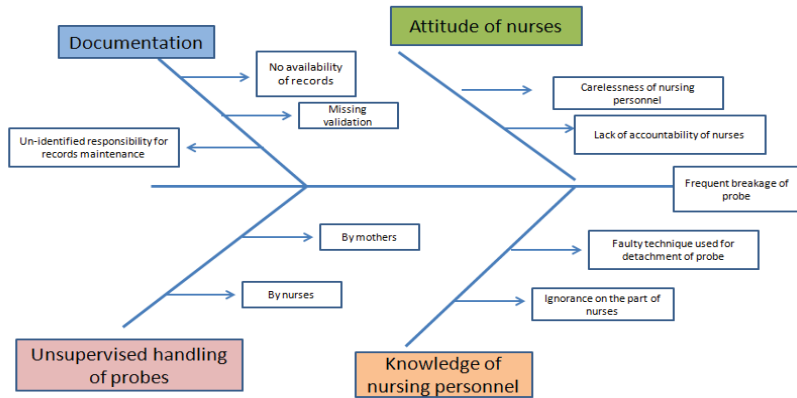 Documentation
Attitude of nurses
No availability
of records
Carelessness of nursing
personnel
Missing
validation
Lack of accountability of nurses
Un-identified responsibility for
records maintenance
Frequent breakage of
probe
By mothers
Faulty technique used for
detachment of probe
By nurses
Ignorance on the part of
nurses
Unsupervised handling
of probes
Knowledge of
nursing personnel